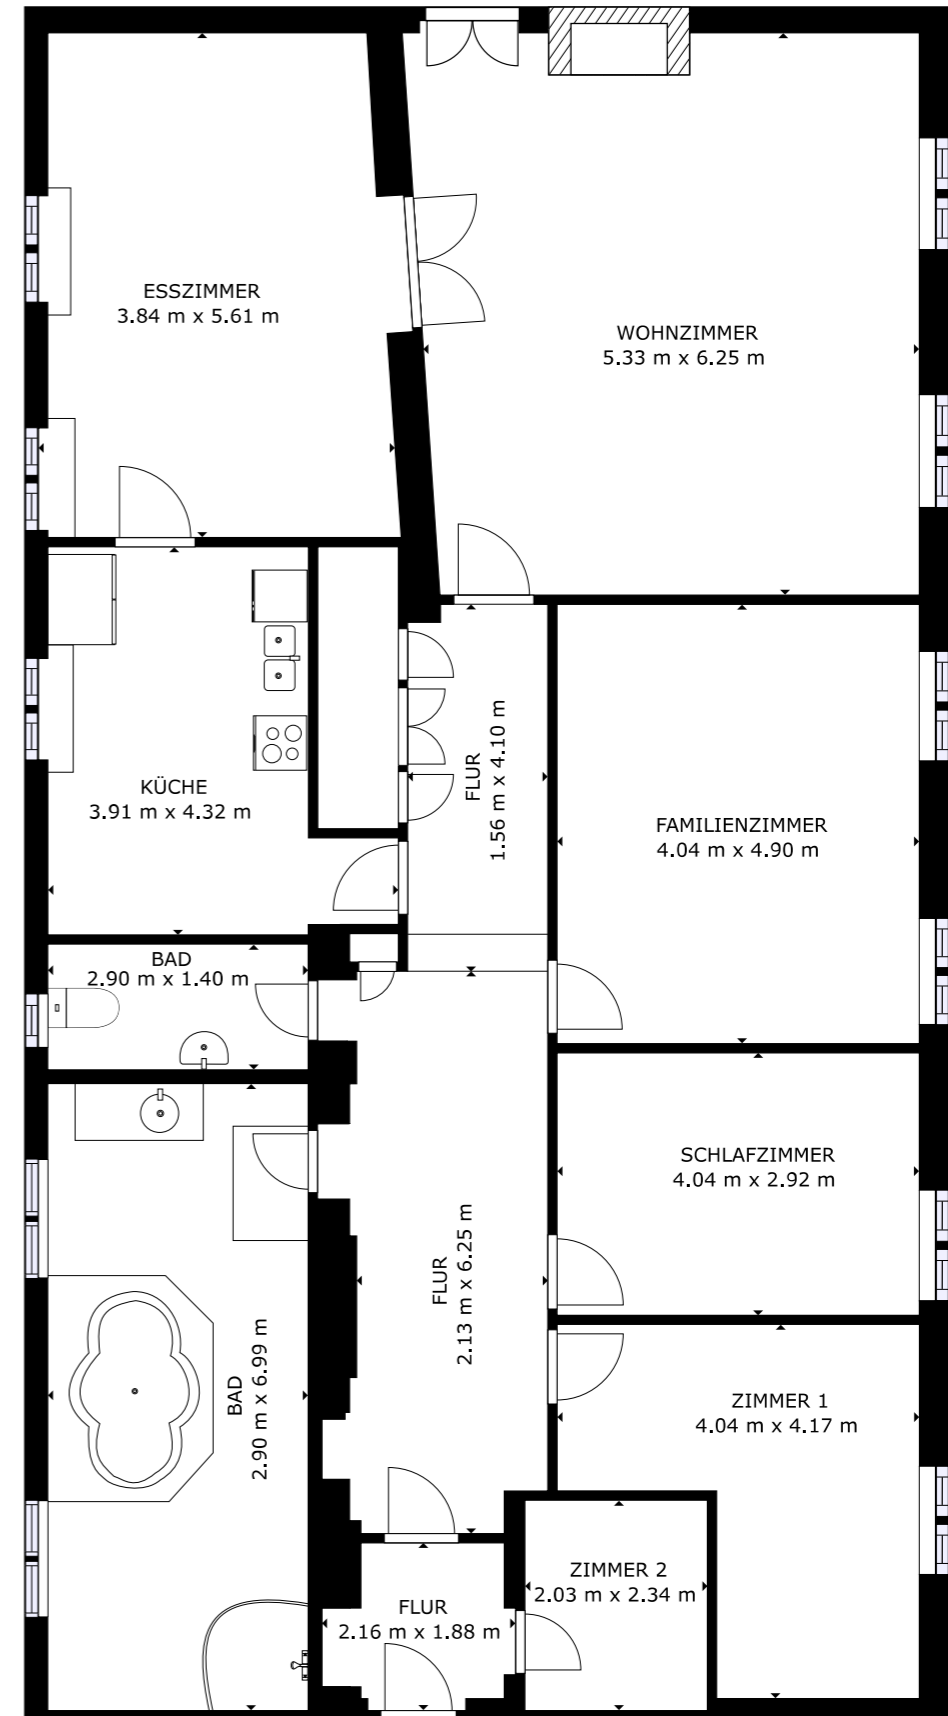 ESSZIMMER
3.84 m x 5.61 m
WOHNZIMMER
5.33 m x 6.25 m
KÜCHE
3.91 m x 4.32 m
FLUR
1.56 m x 4.10 m
FAMILIENZIMMER
4.04 m x 4.90 m
BAD
2.90 m x 1.40 m
SCHLAFZIMMER
4.04 m x 2.92 m
FLUR
2.13 m x 6.25 m
BAD
2.90 m x 6.99 m
ZIMMER 1
4.04 m x 4.17 m
ZIMMER 2
2.03 m x 2.34 m
FLUR
2.16 m x 1.88 m